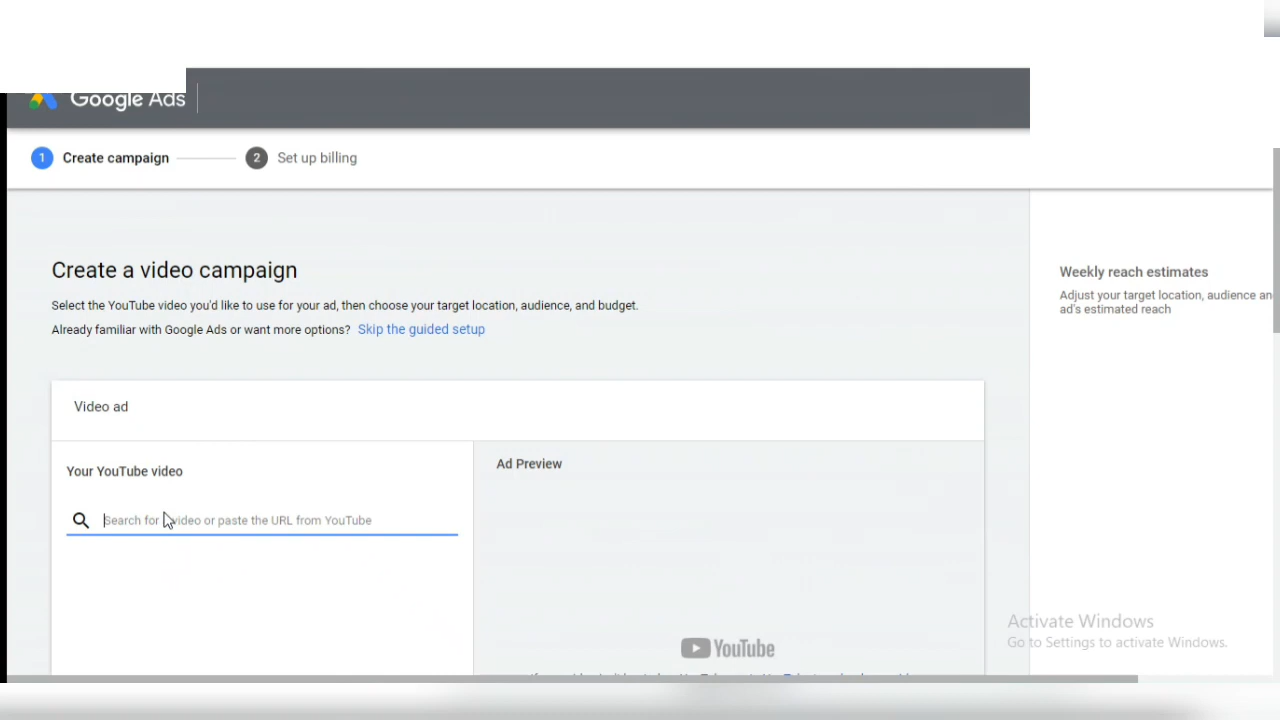 Google Ads
1 Create campaign 2 Set up billing
Create a video campaign
Select the YouTube video you'd like to use for your ad, then choose your target location, audience, and budget.
Already familiar with Google Ads or want more options? Skip the guided setup
Weekly reach estimates
Adjust your target location, audience an
ad's estimated reach
Video ad
Your YouTube video
Search for video or paste the URL from YouTube
Ad Preview
YouTube
Activate Windows
Go to Settings to activate Windows.